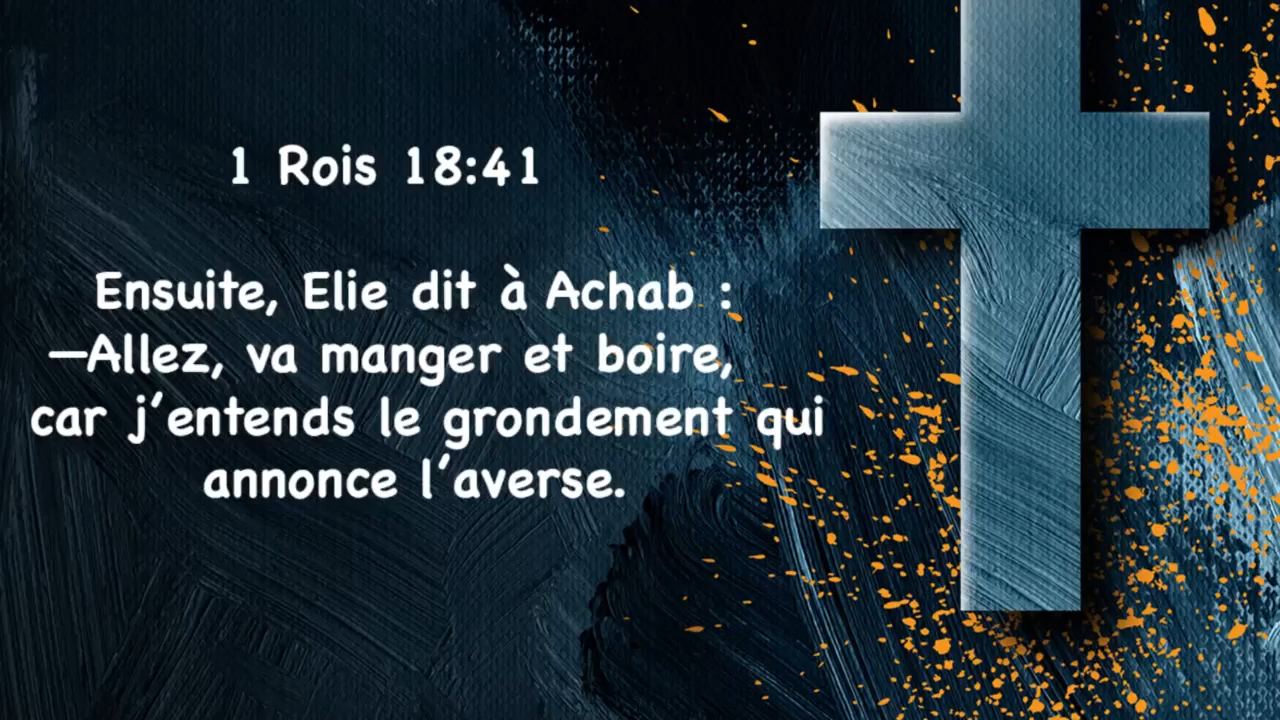 1 Rois 18:41
Ensuite, Elie dit à Achab :
—Allez, va manger et boire,
car j’entends le grondement qui
annonce l’averse.